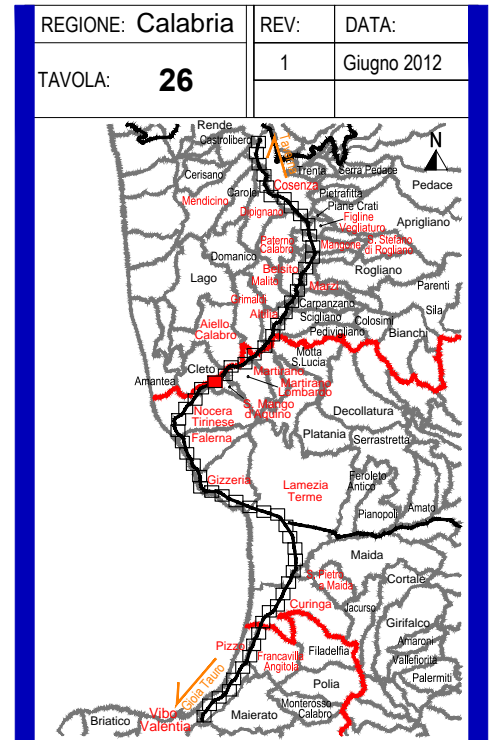 REGIONE: Calabria
REV:
DATA:
TAVOLA: 26
1
Giugno 2012
N
Rende
Castrolibero
Trenta
Serra Pedace
Cerisano
Cosenza
Pedace
Carolei
Pietrafitta
Mendicino
Dipignano
Piane Crati
Figline
Vegliaturo
Aprigliano
Paterno
Calabro
Mangone
S. Stefano
di Rogliano
Domanico
Belsito
Rogliano
Lago
Malito
Marzi
Parenti
Grimaldi
Carpanzano
Sila
Altilia
Scigliano
Colosimi
Aiello
Calabro
Pedivigliano
Bianchi
Motta
S.Lucia
Cleto
Martirano
Amantea
Martirano
Lombardo
S. Mango
d'Aquino
Nocera
Tirinese
Decollatura
Falerna
Platania
Serrastretta
Gizzeria
Lamezia
Terme
Feroleto
Antico
Pianopoli
Amato
Maida
S. Pietro
a Maida
Cortale
Curinga
Jacurso
Girifalco
Pizzo
Francavilla
Angitola
Filadelfia
Amaroni
Vallefiorita
Gioia Tauro
Polia
Palermiti
Vibo
Valentia
Briatico
Maierato
Monterosso
Calabro